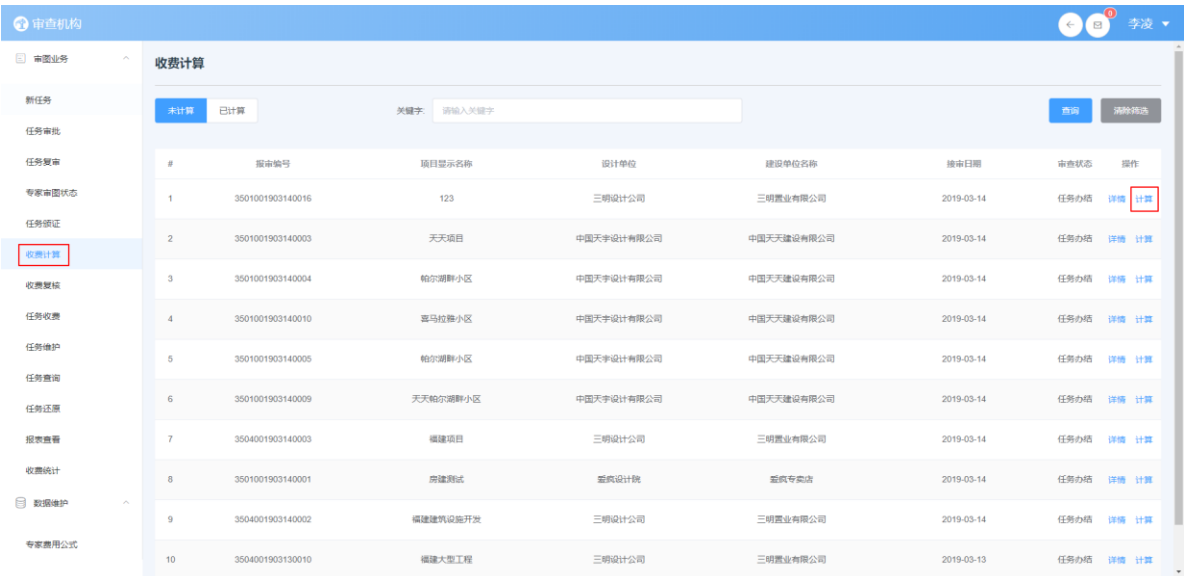 审查机构
0
李凌
审图业务
新任务
任务审批
任务复审
专家审图状态
任务颁证
收费计算
收费复核
任务收费
任务维护
任务查询
任务还原
报表查看
收费统计
数据维护
专家费用公式
收费计算
未计算 已计算 关键字: 请输入关键字 查询 清除筛选
# 报审编号 项目显示名称 设计单位 建设单位名称 接审日期 审查状态 操作
1 3501001903140016 123 三明设计公司 三明置业有限公司 2019-03-14 任务办结 详情 计算
2 3501001903140003 天天项目 中国天宇设计有限公司 中国天天建设有限公司 2019-03-14 任务办结 详情 计算
3 3501001903140004 帕尔湖畔小区 中国天宇设计有限公司 中国天天建设有限公司 2019-03-14 任务办结 详情 计算
4 3501001903140010 喜马拉雅小区 中国天宇设计有限公司 中国天天建设有限公司 2019-03-14 任务办结 详情 计算
5 3501001903140005 帕尔湖畔小区 中国天宇设计有限公司 中国天天建设有限公司 2019-03-14 任务办结 详情 计算
6 3501001903140009 天天帕尔湖畔小区 中国天宇设计有限公司 中国天天建设有限公司 2019-03-14 任务办结 详情 计算
7 3504001903140003 福建项目 三明设计公司 三明置业有限公司 2019-03-14 任务办结 详情 计算
8 3501001903140001 房建测试 爱疯设计院 爱疯专卖店 2019-03-14 任务办结 详情 计算
9 3504001903140002 福建建筑设施开发 三明设计公司 三明置业有限公司 2019-03-14 任务办结 详情 计算
10 3504001903130010 福建大型工程 三明设计公司 三明置业有限公司 2019-03-13 任务办结 详情 计算